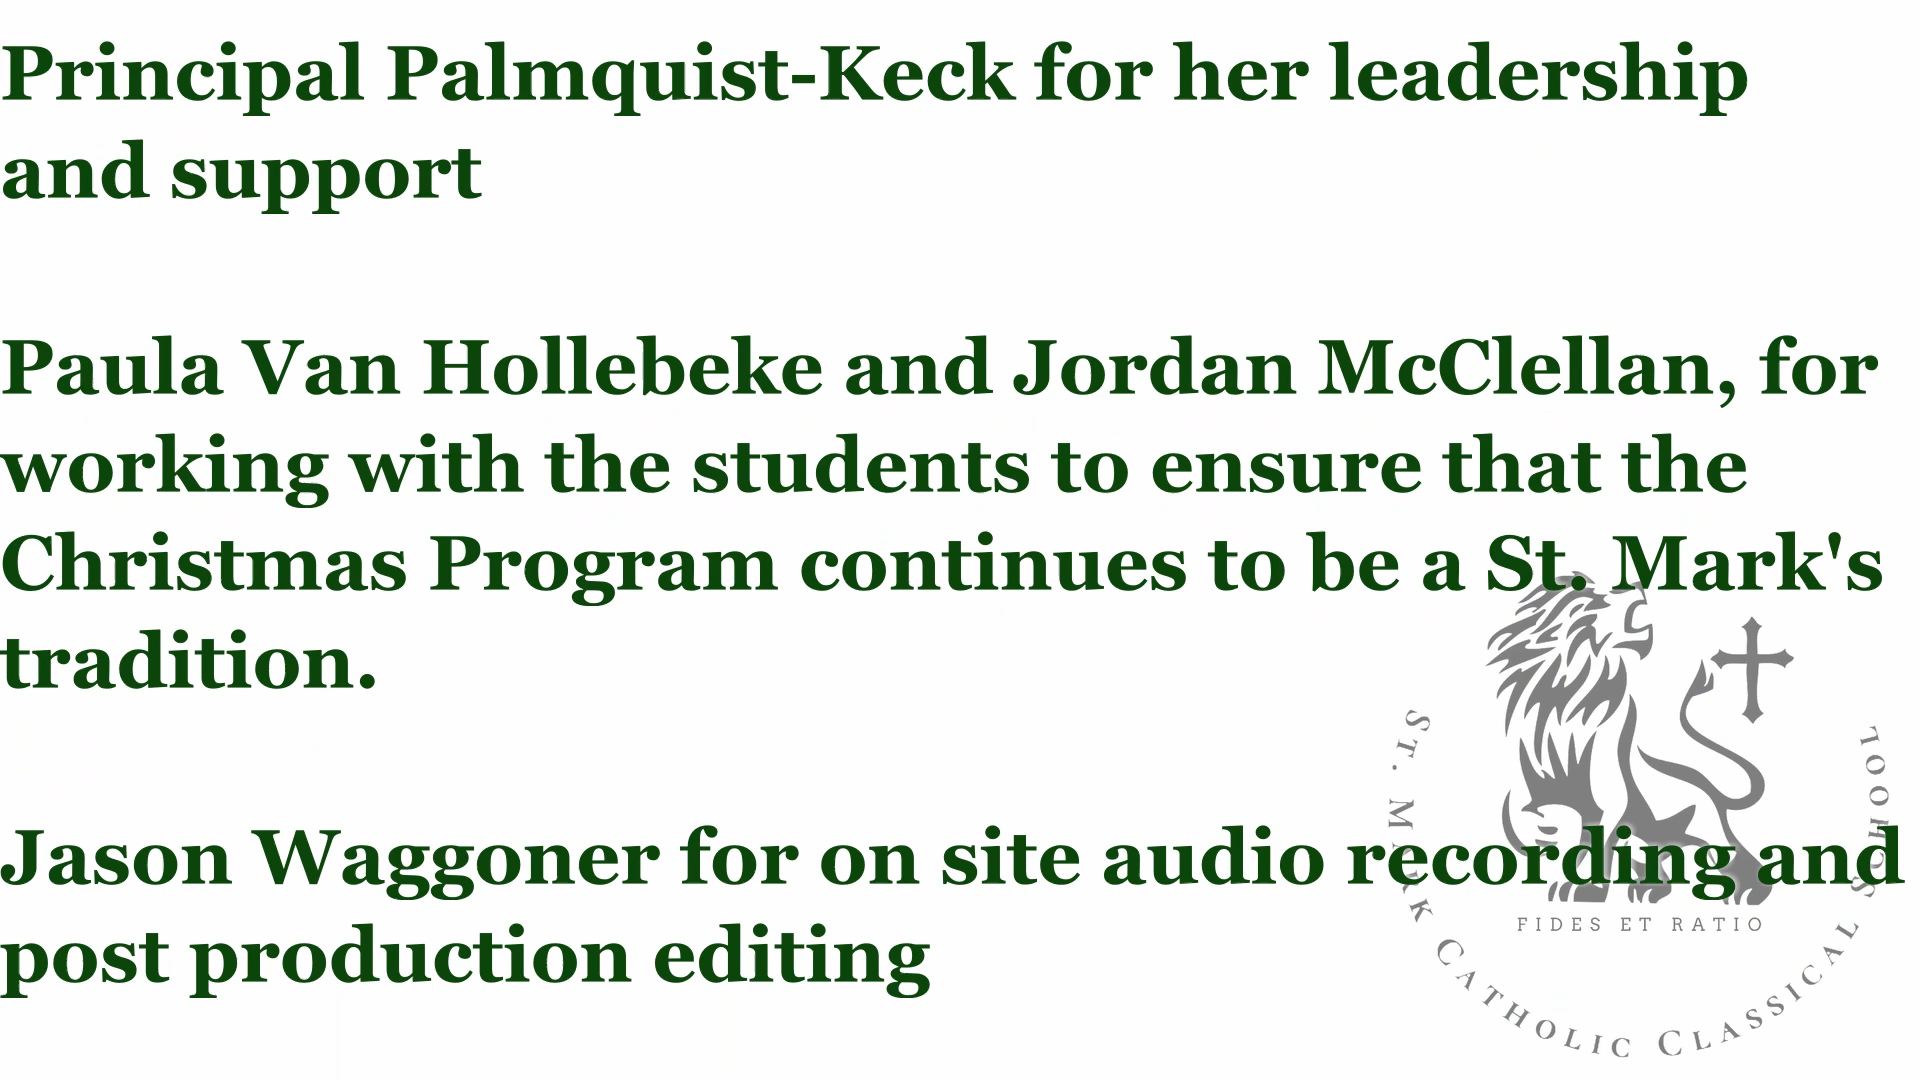 Principal Palmquist-Keck for her leadership
and support
Paula Van Hollebeke and Jordan McClellan, for
working with the students to ensure that the
Christmas Program continues to be a St. Mark's
tradition.
Jason Waggoner for on site audio recording and
post production editing
FIDES ET RATIO
ST. MARK CATHOLIC CLASSICAL SCHOOL